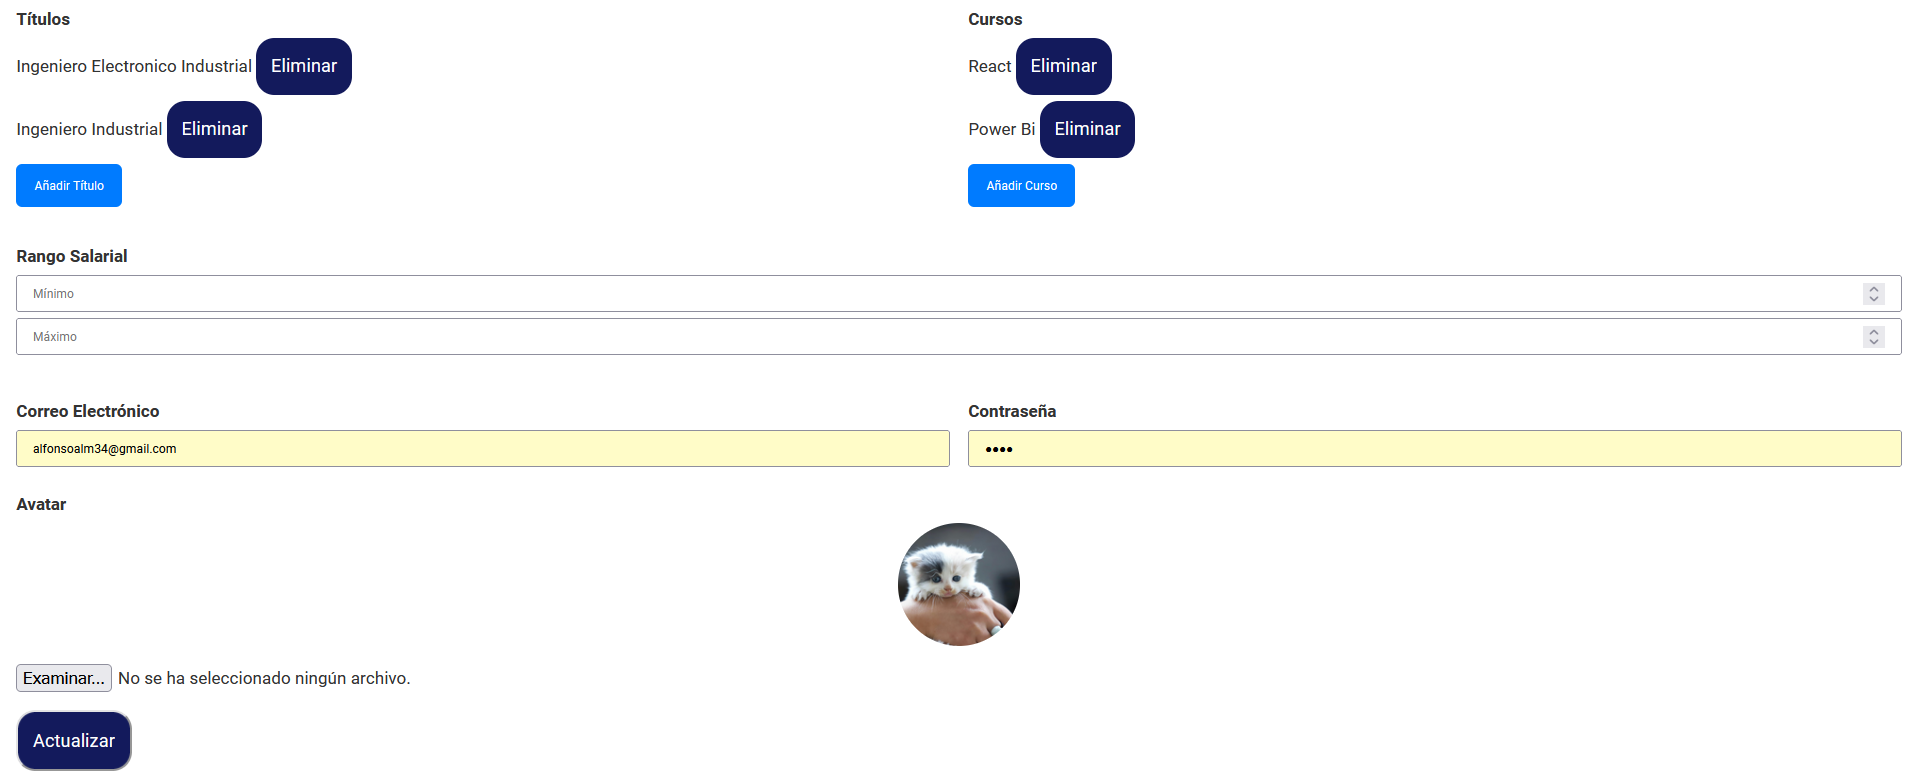 Títulos
Ingeniero Electronico Industrial Eliminar
Ingeniero Industrial Eliminar
Añadir Título
Cursos
React Eliminar
Power Bi Eliminar
Añadir Curso
Rango Salarial
Mínimo
Máximo
Correo Electrónico
alfonsoalm34@gmail.com
Contraseña
••••
Avatar
Examinar... No se ha seleccionado ningún archivo.
Actualizar